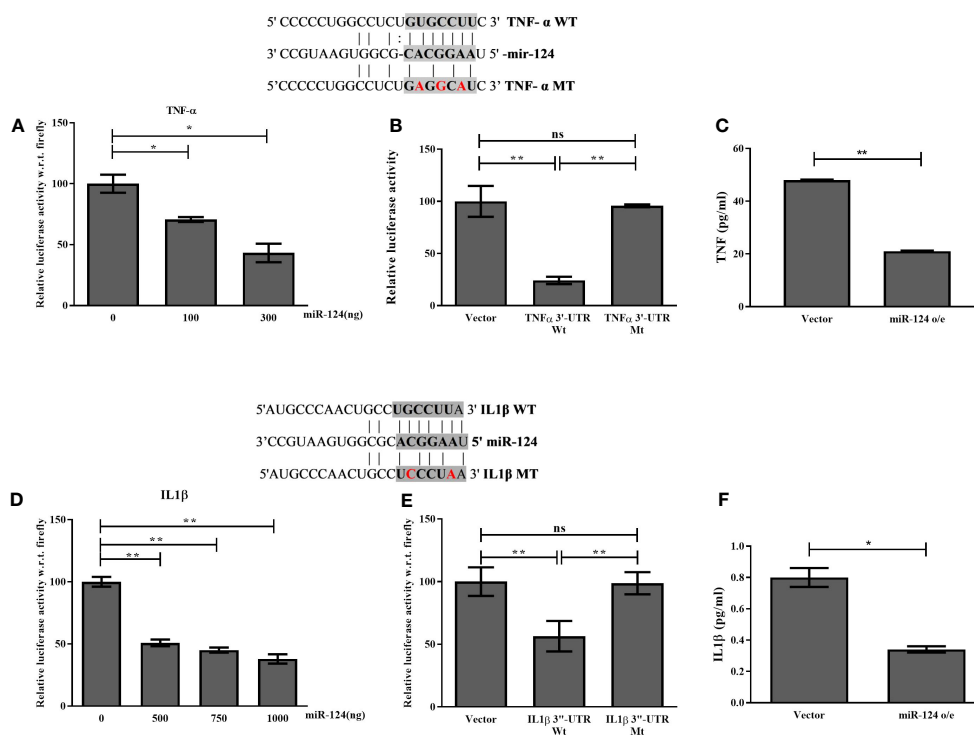 5' CCCCCUGGCCUCUGUGCCUUC 3' TNF- α WT
3' CCGUAAGUGGCG-CACGGAAU 5' -mir-124
5'CCCCCUGGCCUCUGAGGCAUC 3' TNF- α MT
A
TNF-α
Relative luciferase activity w.r.t. firefly
150
100
50
0
*
*
0 100 300 miR-124(ng)
B
Relative luciferase activity
150
100
50
0
ns
** **
Vector TNFα 3'-UTR Wt TNFα 3'-UTR Mt
C
TNF (pg/ml)
60
40
20
0
**
Vector miR-124 o/e
5'AUGCCCAACUGCC UGCCUUA 3' IL1β WT
3'CCGUAAGUGGCGCACGGAAU 5' miR-124
5'AUGCCCAACUGCCUCCCUAA 3' IL1β MT
D
IL1β
Relative luciferase activity w.r.t. firefly
150
100
50
0
**
**
**
0 500 750 1000 miR-124(ng)
E
Relative luciferase activity w.r.t. firefly
150
100
50
0
ns
** **
Vector IL1β 3"-UTR Wt IL1β 3"-UTR Mt
F
IL1β (pg/ml)
1.0
0.8
0.6
0.4
0.2
0.0
*
Vector miR-124 o/e